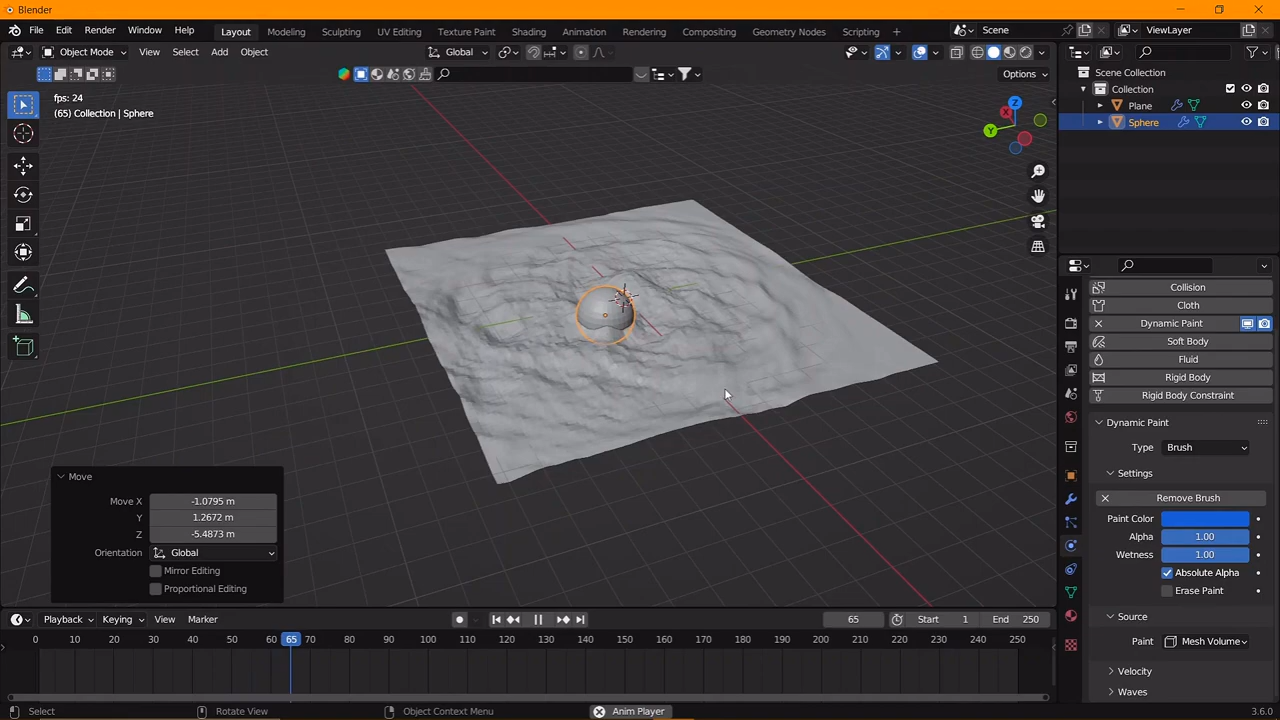 Blender
File Edit Render Window Help Layout Modeling Sculpting UV Editing Texture Paint Shading Animation Rendering Compositing Geometry Nodes Scripting + Scene ViewLayer
Object Mode View Select Add Object Global
Options
fps: 24
(65) Collection | Sphere
Z
X
Y
Scene Collection
Collection
Plane
Sphere
Collision
Cloth
Dynamic Paint
Soft Body
Fluid
Rigid Body
Rigid Body Constraint
Dynamic Paint
Type Brush
Settings
Remove Brush
Paint Color
Alpha 1.00
Wetness 1.00
Absolute Alpha
Erase Paint
Source
Paint Mesh Volume
Velocity
Waves
Move
Move X -1.0795 m
Y 1.2672 m
Z -5.4873 m
Orientation Global
Mirror Editing
Proportional Editing
Playback Keying View Marker 65 Start 1 End 250
0 10 20 30 40 50 60 65 70 80 90 100 110 120 130 140 150 160 170 180 190 200 210 220 230 240 250
Select Rotate View Object Context Menu Anim Player 3.6.0